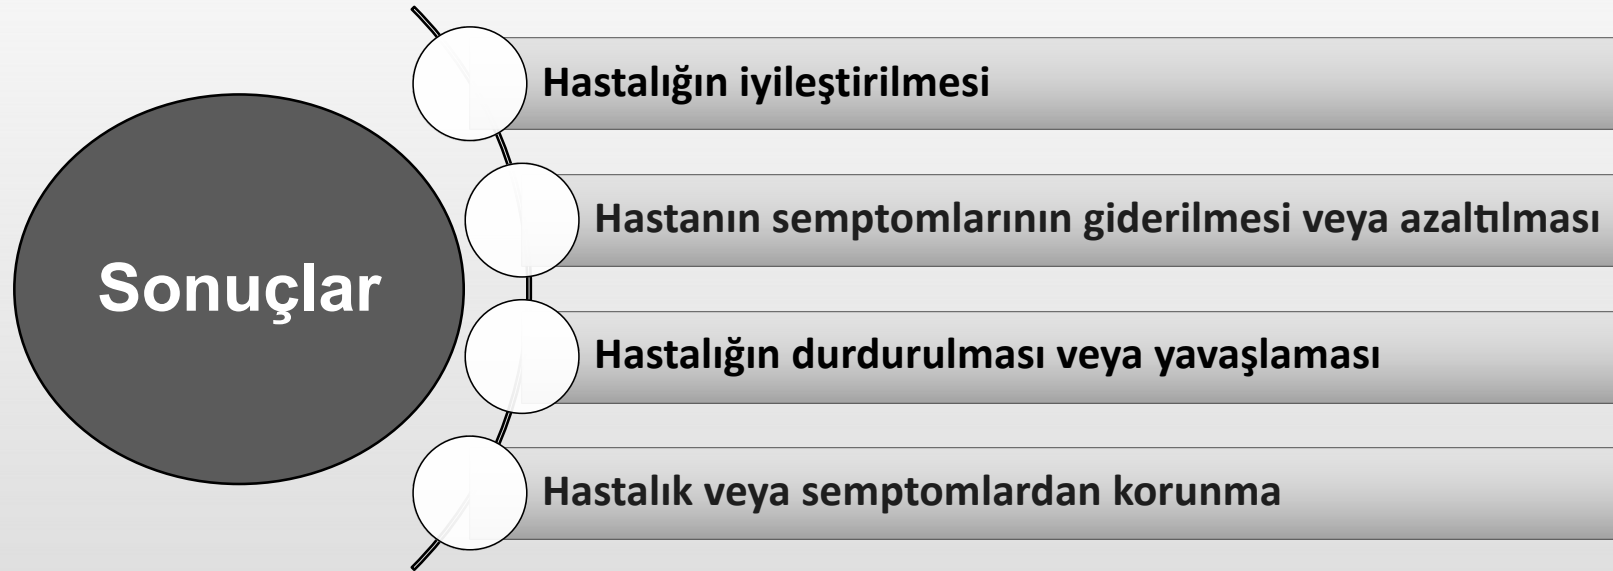 Sonuçlar
Hastalığın iyileştirilmesi
Hastanın semptomlarının giderilmesi veya azaltılması
Hastalığın durdurulması veya yavaşlaması
Hastalık veya semptomlardan korunma